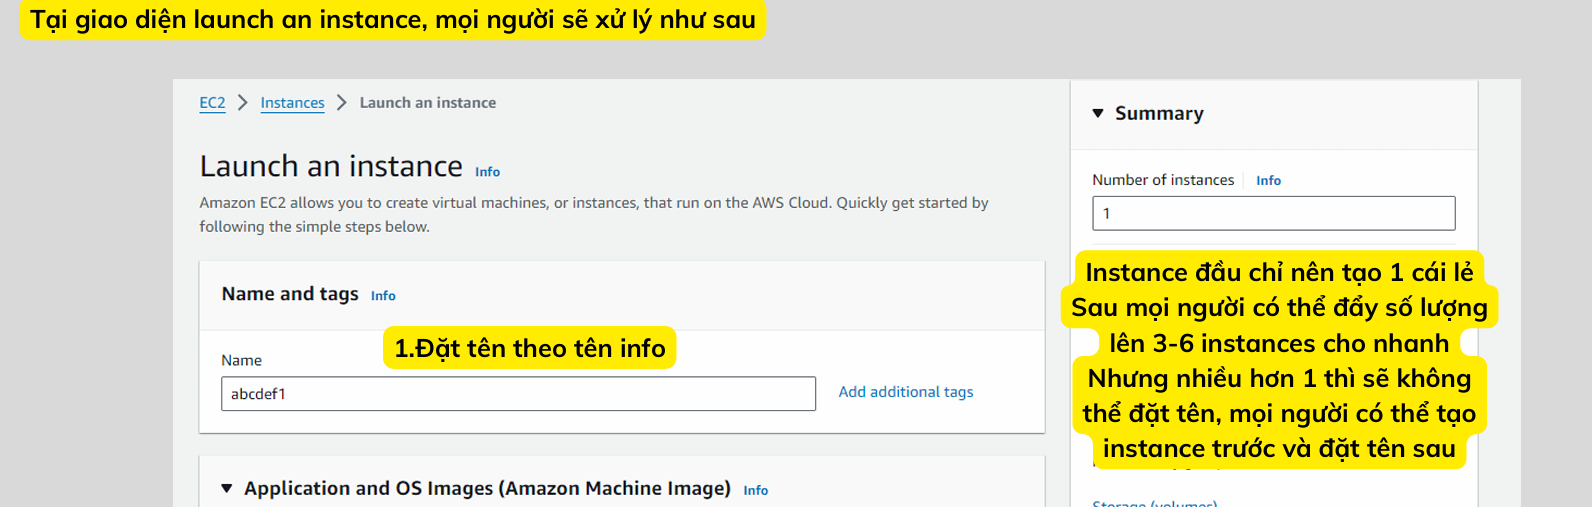 Tại giao diện launch an instance, mọi người sẽ xử lý như sau
EC2 > Instances > Launch an instance
Launch an instance Info
Amazon EC2 allows you to create virtual machines, or instances, that run on the AWS Cloud. Quickly get started by
following the simple steps below.
Name and tags Info
1.Đặt tên theo tên info
Name
abcdef1
Add additional tags
Application and OS Images (Amazon Machine Image) Info
Summary
Number of instances Info
1
Instance đầu chỉ nên tạo 1 cái lẻ
Sau mọi người có thể đẩy số lượng
lên 3-6 instances cho nhanh
Nhưng nhiều hơn 1 thì sẽ không
thể đặt tên, mọi người có thể tạo
instance trước và đặt tên sau
Storage (volumes)